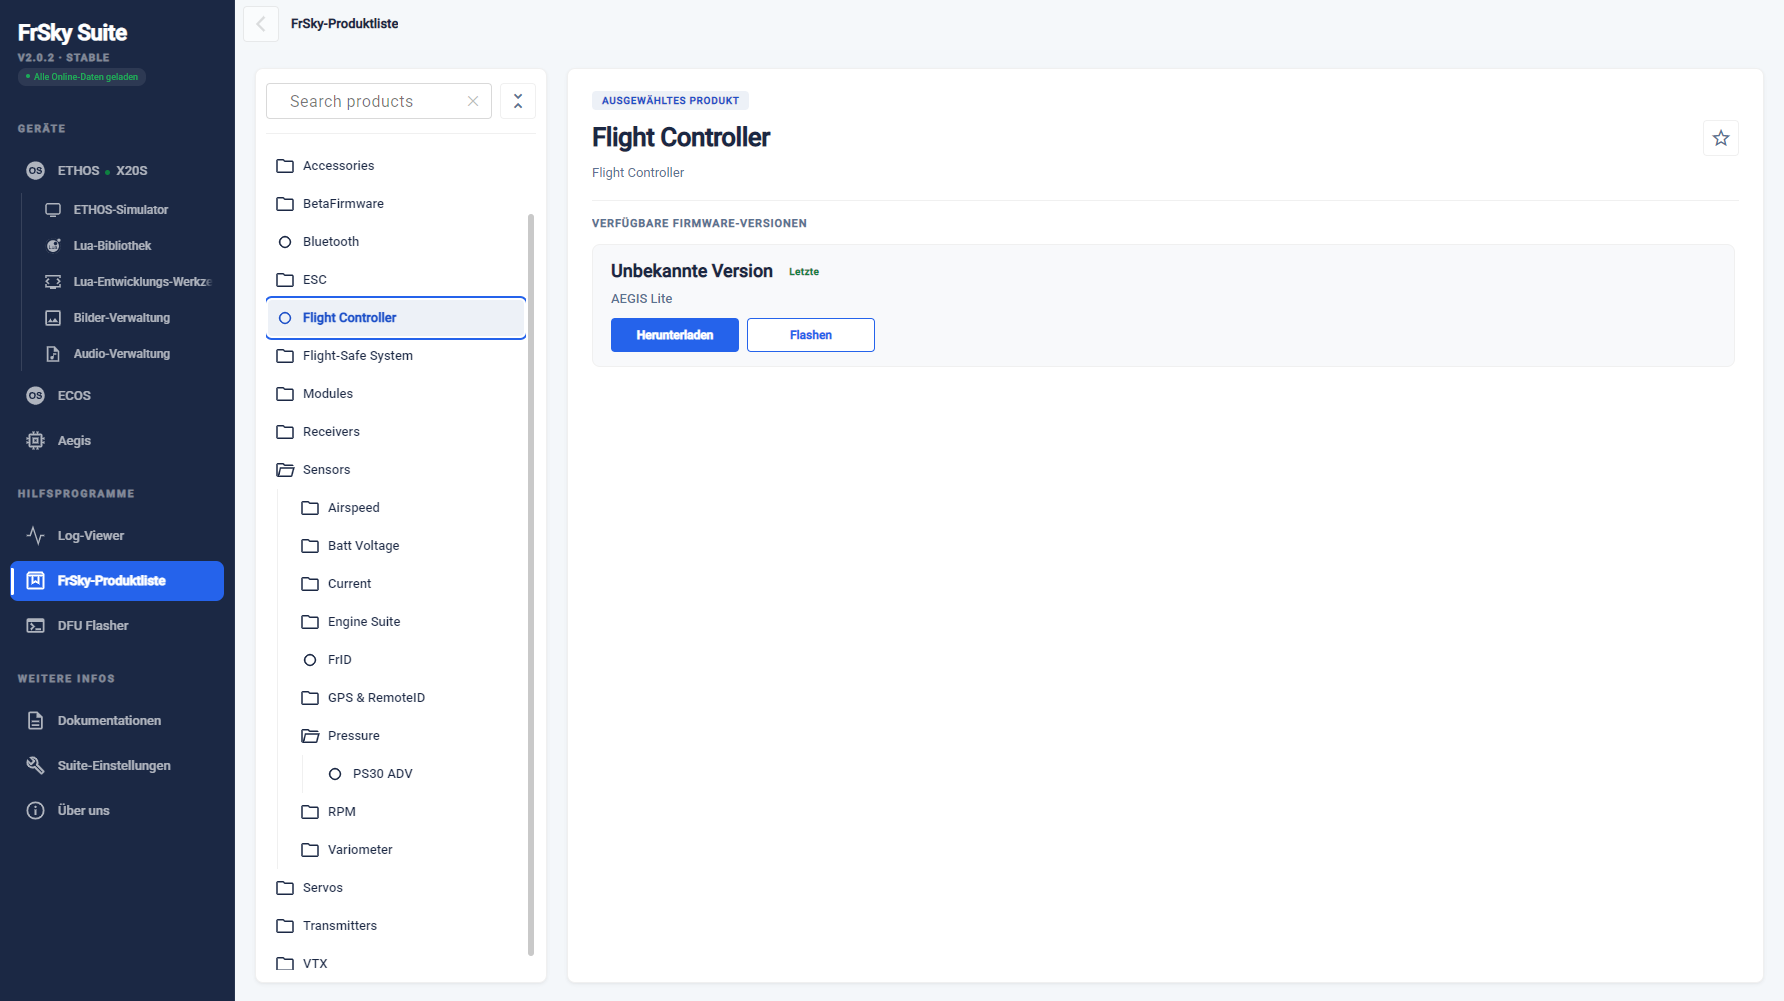 FrSky Suite
V2.0.2 · STABLE
Alle Online-Daten geladen
GERÄTE
ETHOS • X20S
ETHOS-Simulator
Lua-Bibliothek
Lua-Entwicklungs-Werkze
Bilder-Verwaltung
Audio-Verwaltung
ECOS
Aegis
HILFSPROGRAMME
Log-Viewer
FrSky-Produktliste
DFU Flasher
WEITERE INFOS
Dokumentationen
Suite-Einstellungen
Über uns
FrSky-Produktliste
Search products
Accessories
BetaFirmware
Bluetooth
ESC
Flight Controller
Flight-Safe System
Modules
Receivers
Sensors
Airspeed
Batt Voltage
Current
Engine Suite
FrID
GPS & RemoteID
Pressure
PS30 ADV
RPM
Variometer
Servos
Transmitters
VTX
AUSGEWÄHLTES PRODUKT
Flight Controller
Flight Controller
VERFÜGBARE FIRMWARE-VERSIONEN
Unbekannte Version Letzte
AEGIS Lite
Herunterladen Flashen